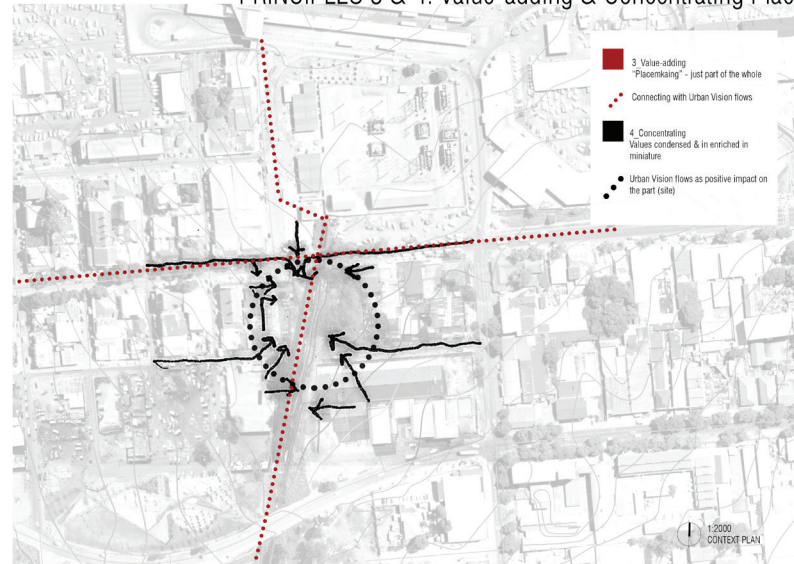 3_Value-adding
"Placemkaing" - just part of the whole
Connecting with Urban Vision flows
4_Concentrating
Values condensed & in enriched in
miniature
Urban Vision flows as positive impact on
the part (site)
1:2000
CONTEXT PLAN